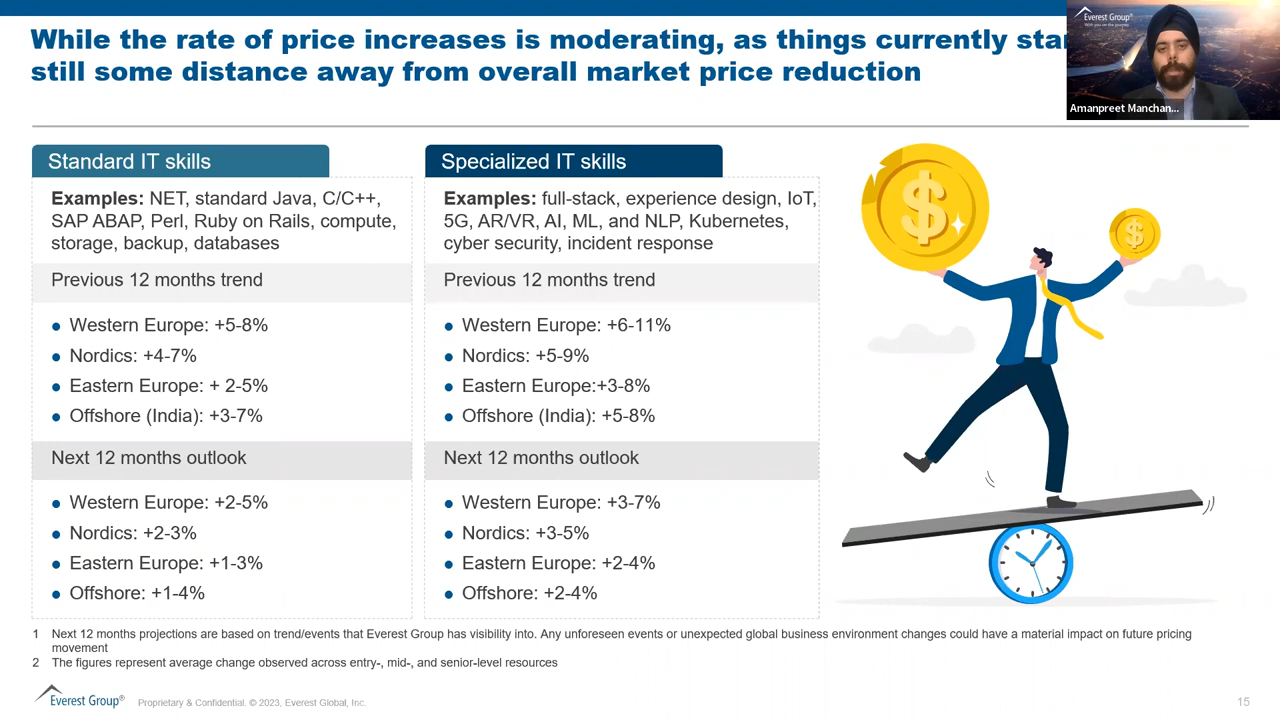 While the rate of price increases is moderating, as things currently
still some distance away from overall market price reduction
Everest Group®
With you on the journey
Amanpreet Manchan...
Standard IT skills
Examples: NET, standard Java, C/C++,
SAP ABAP, Perl, Ruby on Rails, compute,
storage, backup, databases
Previous 12 months trend
● Western Europe: +5-8%
● Nordics: +4-7%
● Eastern Europe: + 2-5%
● Offshore (India): +3-7%
Next 12 months outlook
● Western Europe: +2-5%
● Nordics: +2-3%
● Eastern Europe: +1-3%
● Offshore: +1-4%
Specialized IT skills
Examples: full-stack, experience design, IoT,
5G, AR/VR, AI, ML, and NLP, Kubernetes,
cyber security, incident response
Previous 12 months trend
● Western Europe: +6-11%
● Nordics: +5-9%
● Eastern Europe:+3-8%
● Offshore (India): +5-8%
Next 12 months outlook
● Western Europe: +3-7%
● Nordics: +3-5%
● Eastern Europe: +2-4%
● Offshore: +2-4%
$
$
1 Next 12 months projections are based on trend/events that Everest Group has visibility into. Any unforeseen events or unexpected global business environment changes could have a material impact on future pricing
movement
2 The figures represent average change observed across entry-, mid-, and senior-level resources
Everest Group®
Proprietary & Confidential. © 2023, Everest Global, Inc.
15